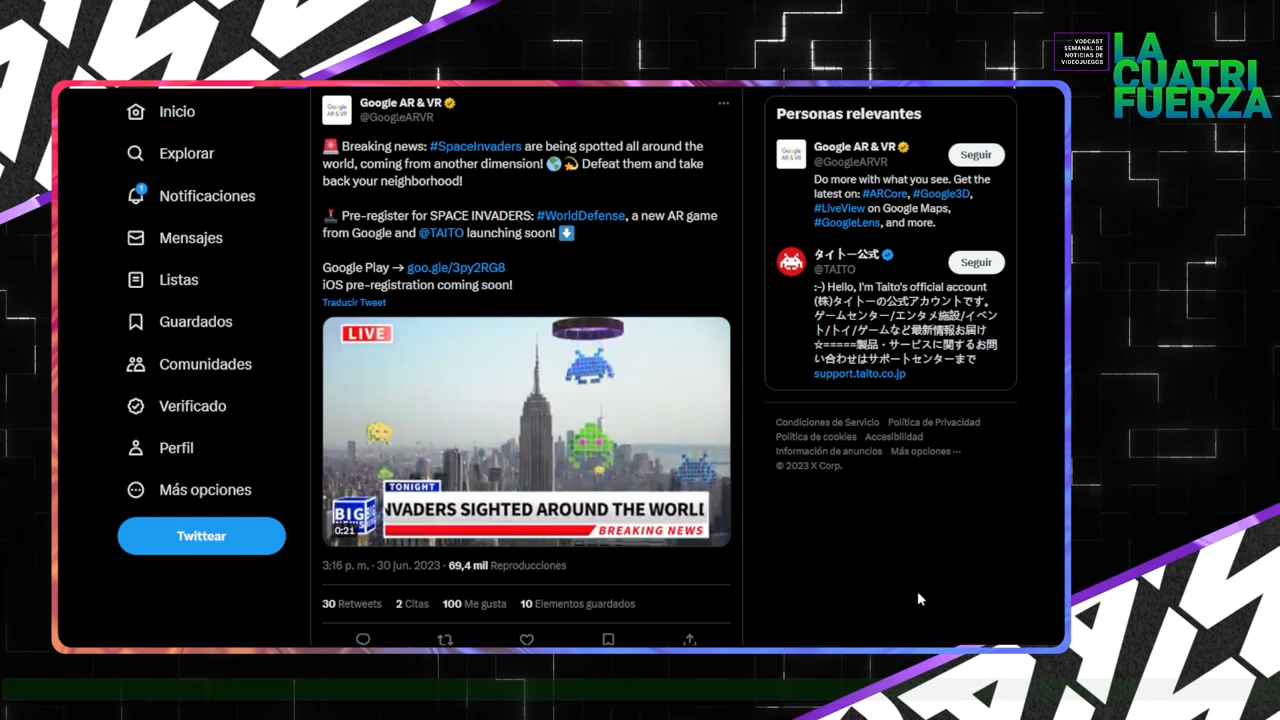 VODCAST
SEMANAL DE
NOTICIAS DE
VIDEOJUEGOS
LA
CUATRI
FUERZA
Inicio
Explorar
1
Notificaciones
Mensajes
Listas
Guardados
Comunidades
Verificado
Perfil
Más opciones
Twittear
Google
AR & VR
Google AR & VR
@GoogleARVR
🚨 Breaking news: #SpaceInvaders are being spotted all around the
world, coming from another dimension! 🌎💫 Defeat them and take
back your neighborhood!
🕹️ Pre-register for SPACE INVADERS: #WorldDefense, a new AR game
from Google and @TAITO launching soon! ⬇️
Google Play → goo.gle/3py2RG8
iOS pre-registration coming soon!
Traducir Tweet
LIVE
TONIGHT
BIG
NEWS
NVADERS SIGHTED AROUND THE WORL
BREAKING NEWS
0:21
3:16 p. m. · 30 jun. 2023 · 69,4 mil Reproducciones
30 Retweets 2 Citas 100 Me gusta 10 Elementos guardados
Personas relevantes
Google
AR & VR
Google AR & VR
@GoogleARVR
Seguir
Do more with what you see. Get the
latest on: #ARCore, #Google3D,
#LiveView on Google Maps,
#GoogleLens, and more.
タイトー公式
@TAITO
Seguir
:-) Hello, I'm Taito's official account
(株)タイトーの公式アカウントです。
ゲームセンター/エンタメ施設/イベン
ト/トイ/ゲームなど最新情報お届け
☆=====製品・サービスに関するお問
い合わせはサポートセンターまで
support.taito.co.jp
Condiciones de Servicio Política de Privacidad
Política de cookies Accesibilidad
Información de anuncios Más opciones ···
© 2023 X Corp.